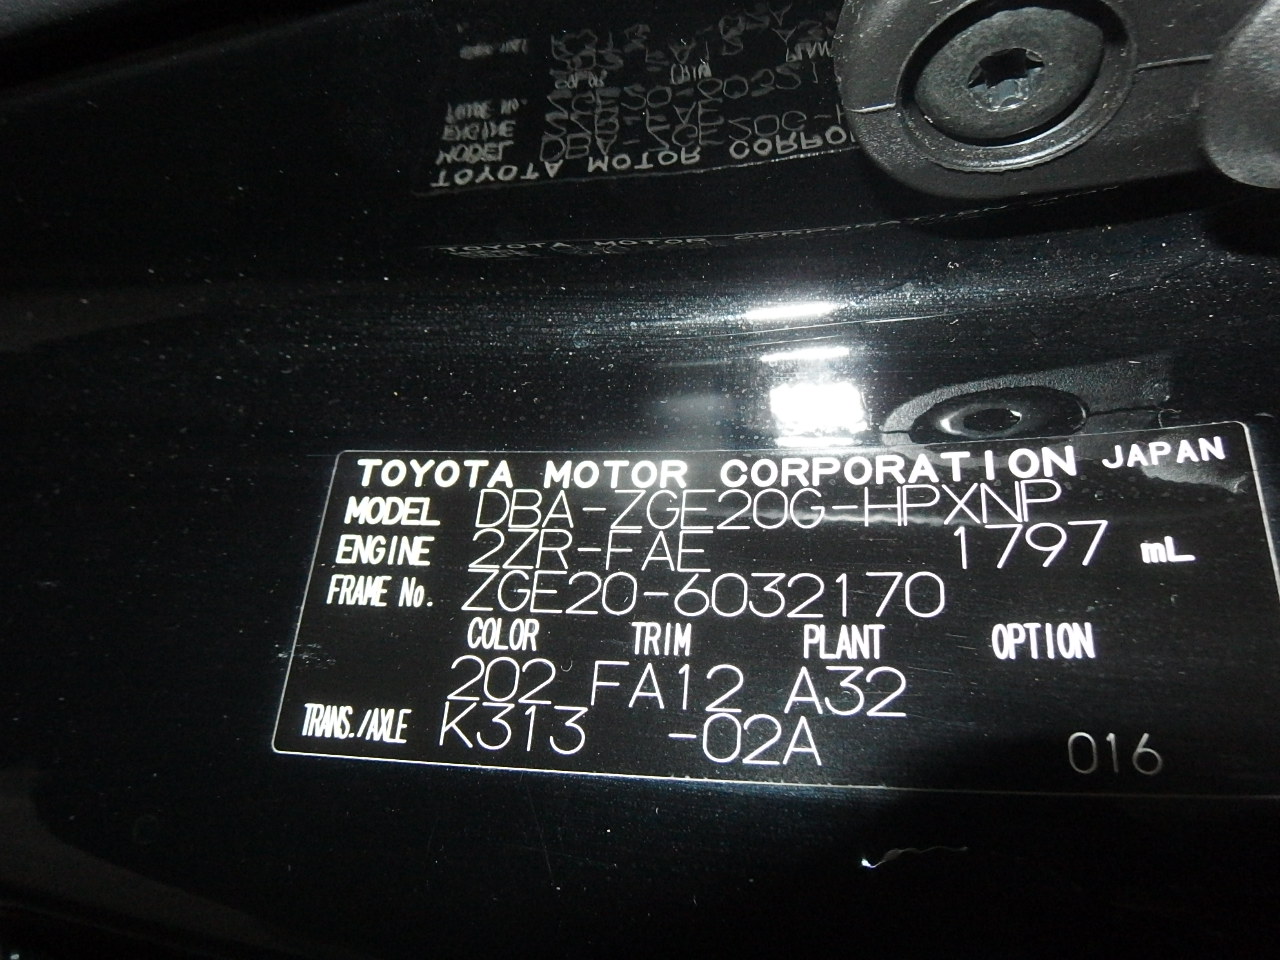 TOYOTA MOTOR CORPORATION JAPAN
MODEL DBA-ZGE20G-HPXNP
ENGINE 2ZR-FAE 1797 mL
FRAME No. ZGE20-6032170
COLOR TRIM PLANT OPTION
202 FA12 A32
TRANS./AXLE K313 -02A 016